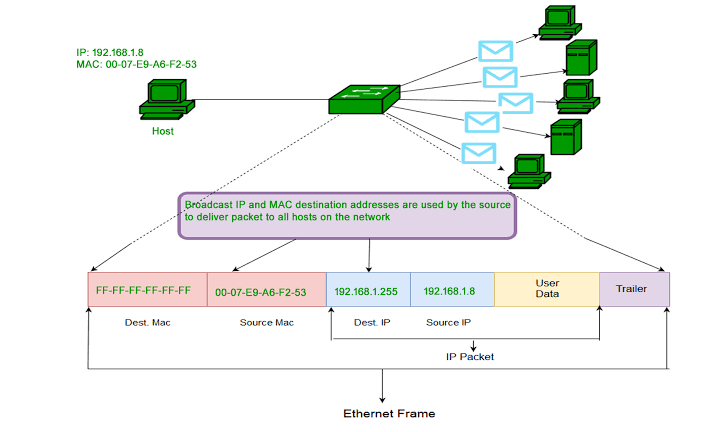 IP: 192.168.1.8
MAC: 00-07-E9-A6-F2-53
Host
Broadcast IP and MAC destination addresses are used by the source
to deliver packet to all hosts on the network
FF-FF-FF-FF-FF-FF
00-07-E9-A6-F2-53
192.168.1.255
192.168.1.8
User
Data
Trailer
Dest. Mac
Source Mac
Dest. IP
Source IP
IP Packet
Ethernet Frame